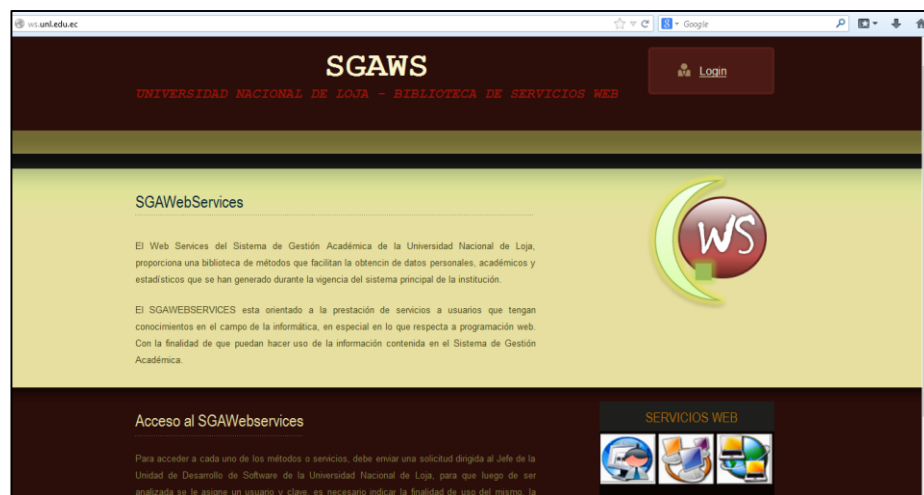 ws.unl.edu.ec
Google
SGAWS
Login
UNIVERSIDAD NACIONAL DE LOJA - BIBLIOTECA DE SERVICIOS WEB
SGAWebServices
WS
El Web Services del Sistema de Gestión Académica de la Universidad Nacional de Loja,
proporciona una biblioteca de métodos que facilitan la obtencin de datos personales, académicos y
estadísticos que se han generado durante la vigencia del sistema principal de la institución.
El SGAWEBSERVICES esta orientado a la prestación de servicios a usuarios que tengan
conocimientos en el campo de la informática, en especial en lo que respecta a programación web.
Con la finalidad de que puedan hacer uso de la información contenida en el Sistema de Gestión
Académica.
Acceso al SGAWebservices
Para acceder a cada uno de los métodos o servicios, debe enviar una solicitud dirigida al Jefe de la
Unidad de Desarrollo de Software de la Universidad Nacional de Loja, para que luego de ser
analizada se le asigne un usuario y clave, es necesario indicar la finalidad de uso del mismo, la
SERVICIOS WEB